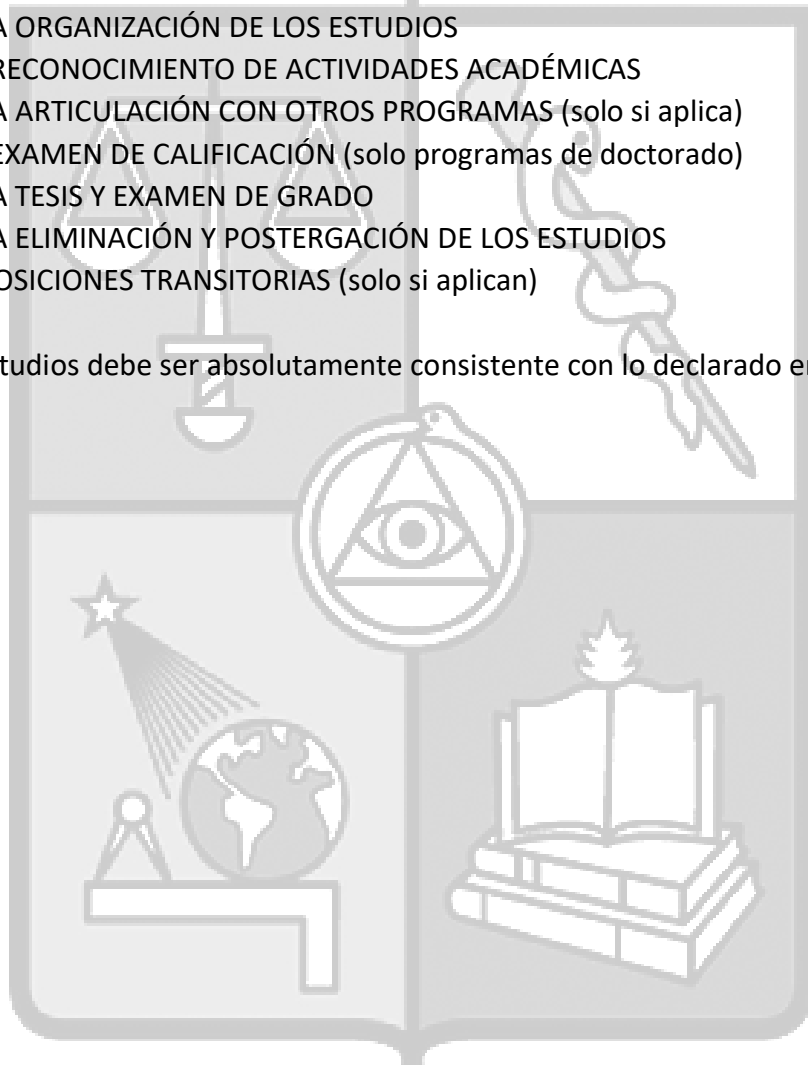 A ORGANIZACIÓN DE LOS ESTUDIOS
RECONOCIMIENTO DE ACTIVIDADES ACADÉMICAS
A ARTICULACIÓN CON OTROS PROGRAMAS (solo si aplica)
EXAMEN DE CALIFICACIÓN (solo programas de doctorado)
A TESIS Y EXAMEN DE GRADO
A ELIMINACIÓN Y POSTERGACIÓN DE LOS ESTUDIOS
OSICIONES TRANSITORIAS (solo si aplican)
tudios debe ser absolutamente consistente con lo declarado e